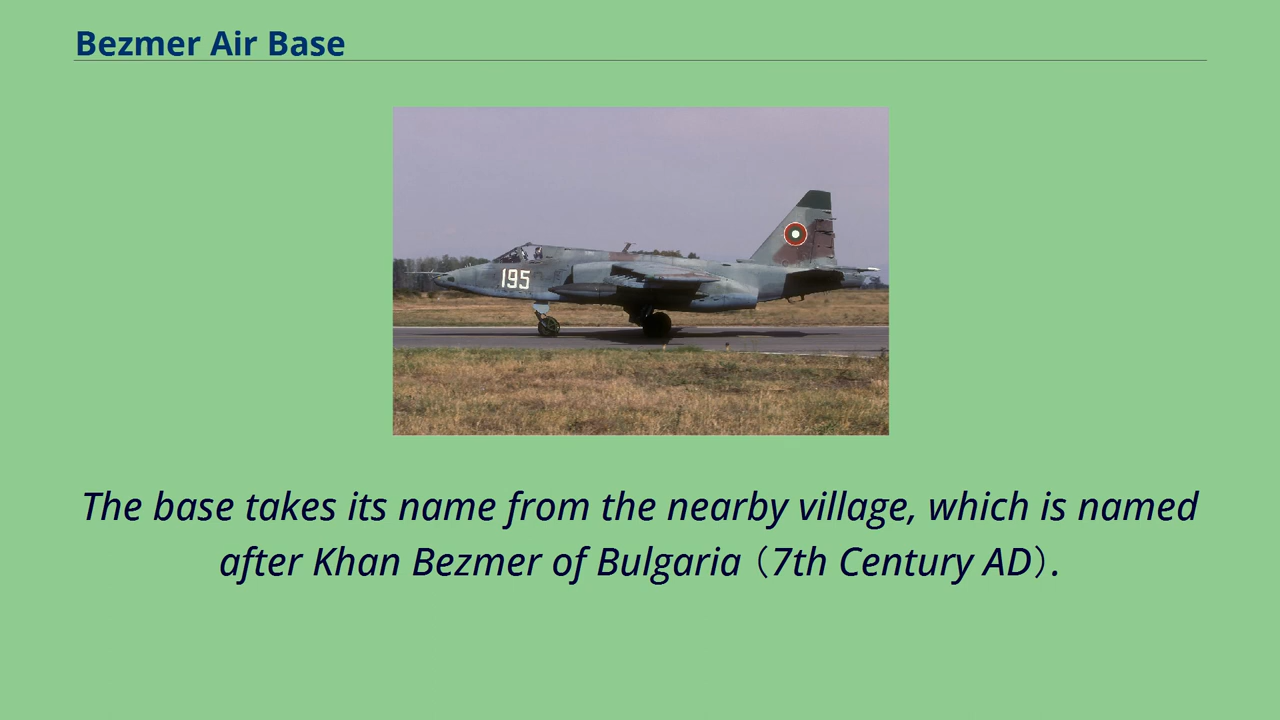 Bezmer Air Base
195
The base takes its name from the nearby village, which is named
after Khan Bezmer of Bulgaria（7th Century AD）.